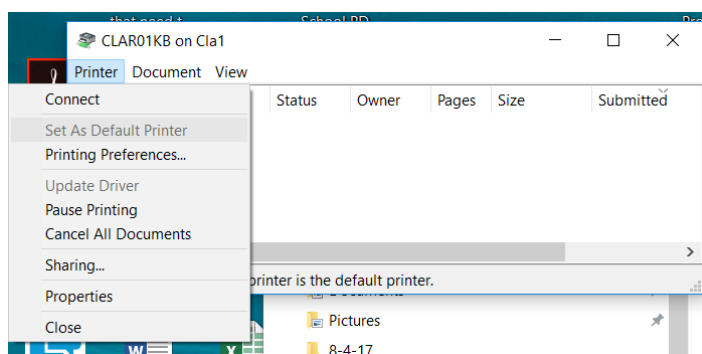 that need t
School PD
CLAR01KB on Cla1
Printer Document View
Connect
Status Owner Pages Size Submitted
Set As Default Printer
Printing Preferences...
Update Driver
Pause Printing
Cancel All Documents
Sharing...
printer is the default printer.
Properties
Pictures
Close
8-4-17